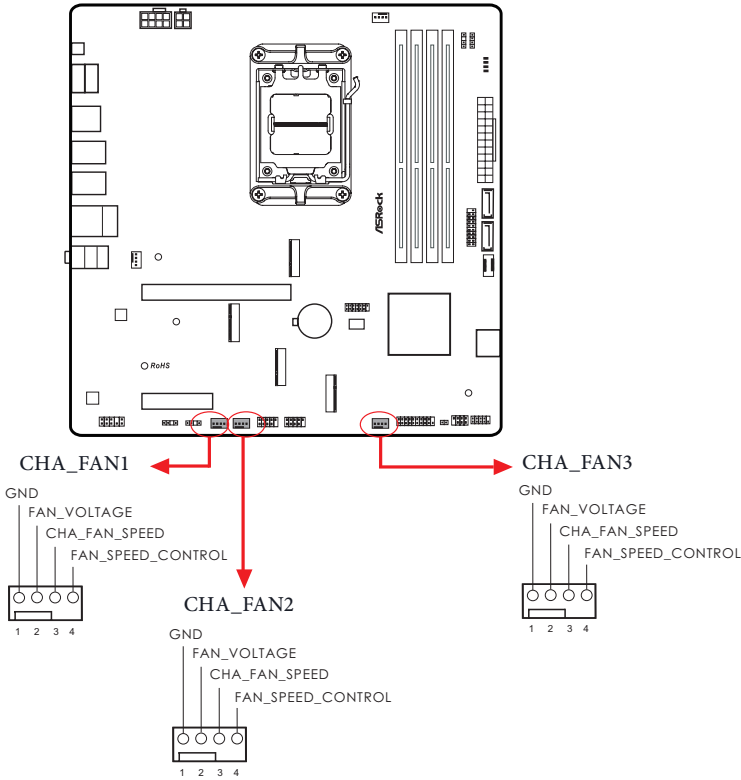 ASRock
RoHS
CHA_FAN1
GND
FAN_VOLTAGE
CHA_FAN_SPEED
FAN_SPEED_CONTROL
1 2 3 4
CHA_FAN2
GND
FAN_VOLTAGE
CHA_FAN_SPEED
FAN_SPEED_CONTROL
1 2 3 4
CHA_FAN3
GND
FAN_VOLTAGE
CHA_FAN_SPEED
FAN_SPEED_CONTROL
1 2 3 4